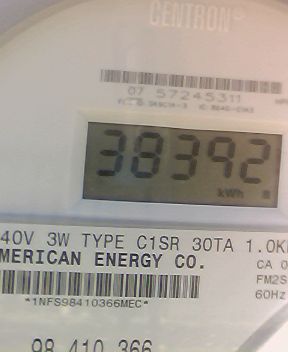 CENTRON®
07 57245311
38392
kWh
40V 3W TYPE C1SR 30TA 1.0K
MERICAN ENERGY CO.
CA 0
FM2S
60Hz
*1NFS98410366MEC*
98 410 366